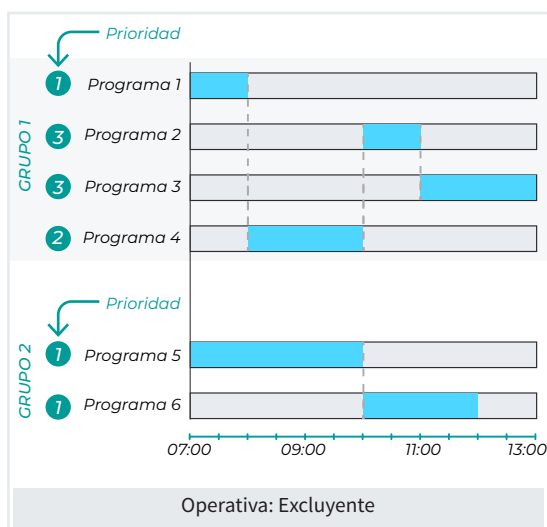 Prioridad
GRUPO 1
1 Programa 1
3 Programa 2
3 Programa 3
2 Programa 4
Prioridad
GRUPO 2
1 Programa 5
1 Programa 6
07:00 09:00 11:00 13:00
Operativa: Excluyente